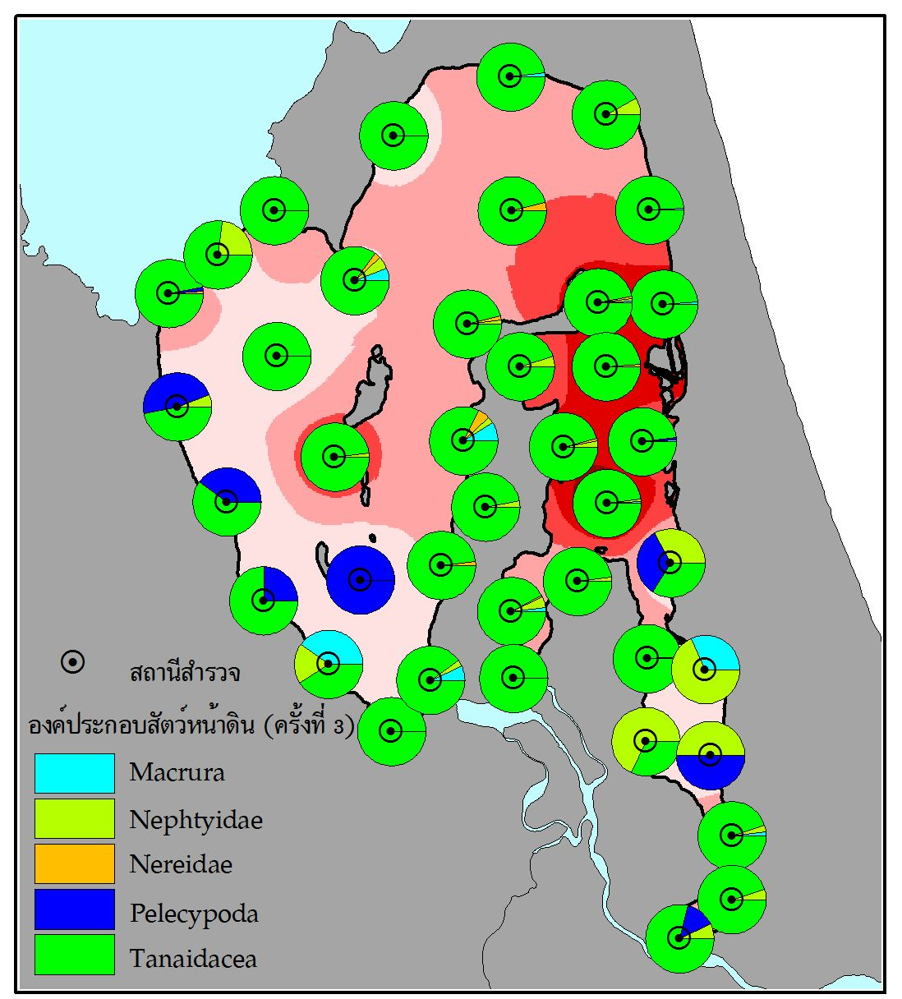 สถานีสำรวจ
องค์ประกอบสัตว์หน้าดิน (ครั้งที่ 3)
Macrura
Nephtyidae
Nereidae
Pelecypoda
Tanaidacea